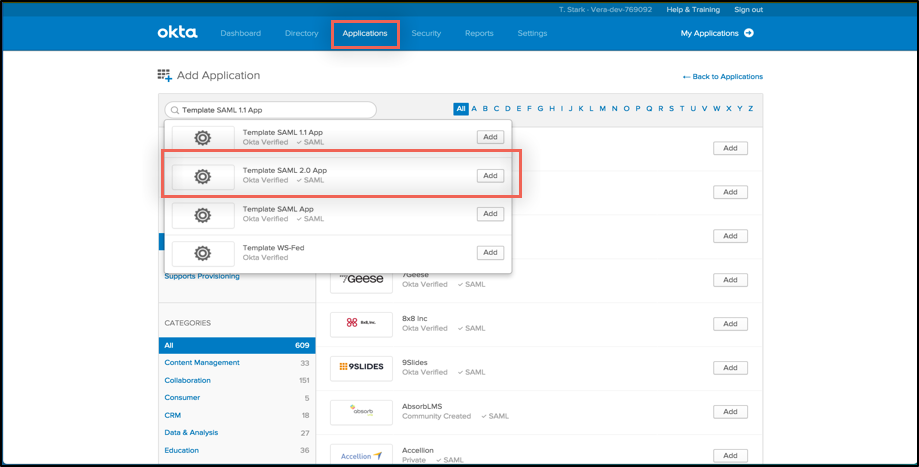 T. Stark - Vera-dev-769092 Help & Training Sign out
okta Dashboard Directory Applications Security Reports Settings My Applications
Add Application
← Back to Applications
Template SAML 1.1 App
All A B C D E F G H I J K L M N O P Q R S T U V W X Y Z
Template SAML 1.1 App
Okta Verified ✓ SAML
Add
Add
Template SAML 2.0 App
Okta Verified ✓ SAML
Add
Add
Template SAML App
Okta Verified ✓ SAML
Add
Add
Template WS-Fed
Okta Verified
Add
Supports Provisioning
7Geese
7Geese
Okta Verified ✓ SAML
Add
CATEGORIES
All 609
Content Management 33
Collaboration 151
Consumer 5
CRM 18
Data & Analysis 27
Education 36
8x8, Inc.
8x8 Inc
Okta Verified ✓ SAML
Add
9SLIDES
9Slides
Okta Verified ✓ SAML
Add
absorb
AbsorbLMS
Community Created ✓ SAML
Add
Accellion
Accellion
Private ✓ SAML
Add